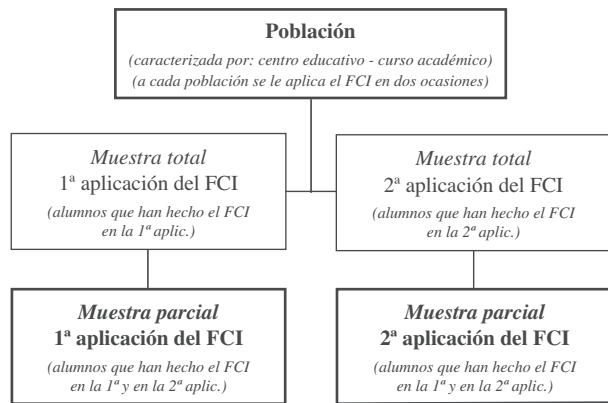 Población
(caracterizada por: centro educativo - curso académico)
(a cada población se le aplica el FCI en dos ocasiones)
Muestra total
1ª aplicación del FCI
(alumnos que han hecho el FCI
en la 1ª aplic.)
Muestra total
2ª aplicación del FCI
(alumnos que han hecho el FCI
en la 2ª aplic.)
Muestra parcial
1ª aplicación del FCI
(alumnos que han hecho el FCI
en la 1ª y en la 2ª aplic.)
Muestra parcial
2ª aplicación del FCI
(alumnos que han hecho el FCI
en la 1ª y en la 2ª aplic.)